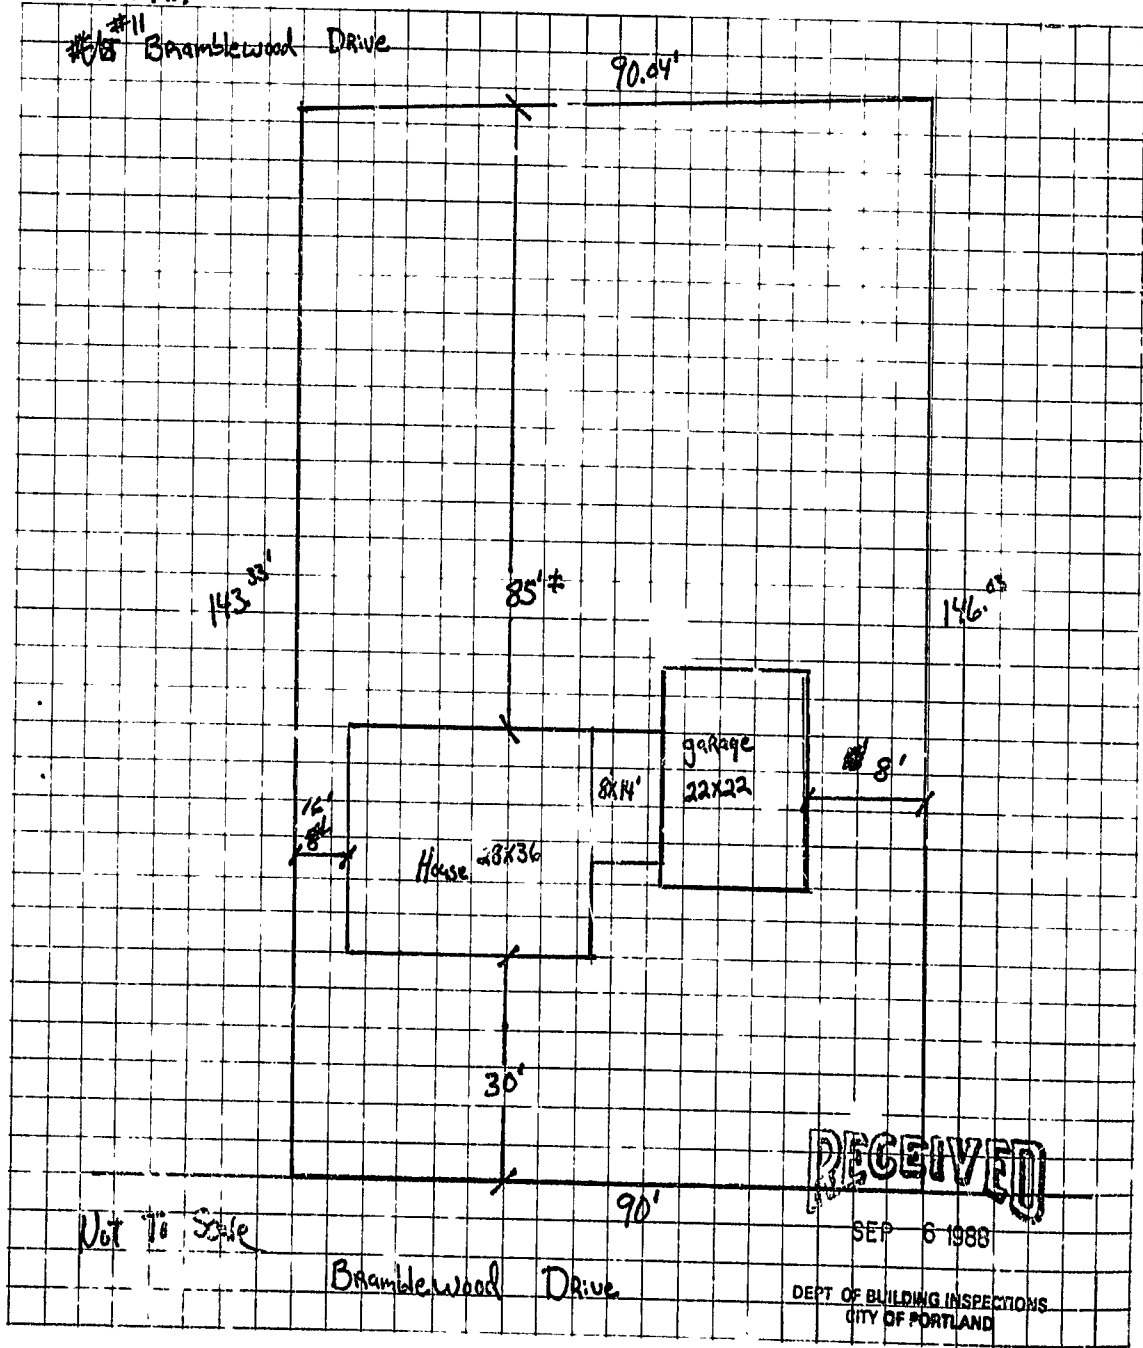 #11
Bramblewood Drive
90.04'
143.33'
85'±
146.03
garage
22X22
8'
8X14'
16'
House 28X36
30'
90'
RECEIVED
SEP 6 1988
Not To Scale
Bramblewood Drive
DEPT OF BUILDING INSPECTIONS
CITY OF PORTLAND